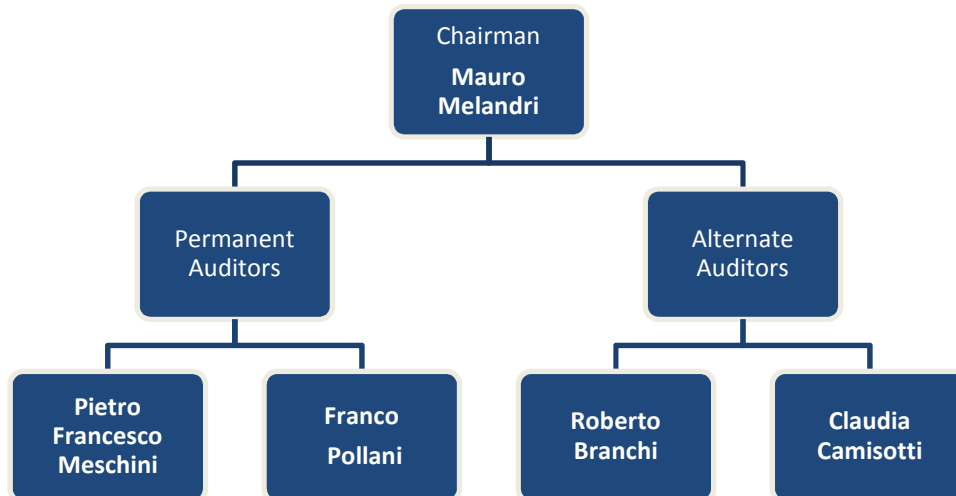 Chairman
Mauro
Melandri
Permanent
Auditors
Alternate
Auditors
Pietro
Francesco
Meschini
Franco
Pollani
Roberto
Branchi
Claudia
Camisotti